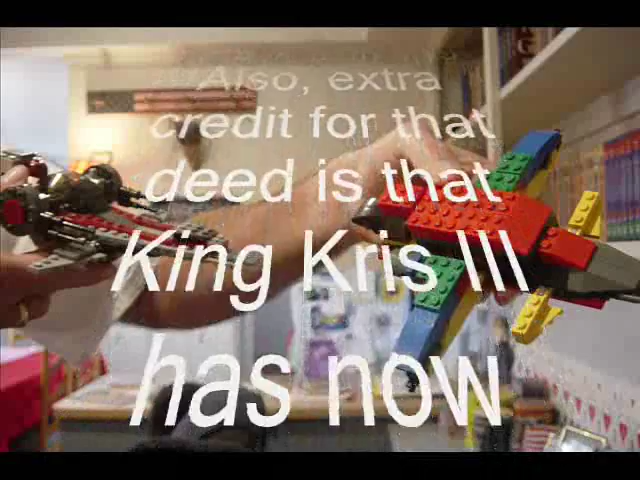 Also, extra
credit for that
deed is that
King Kris III
has now